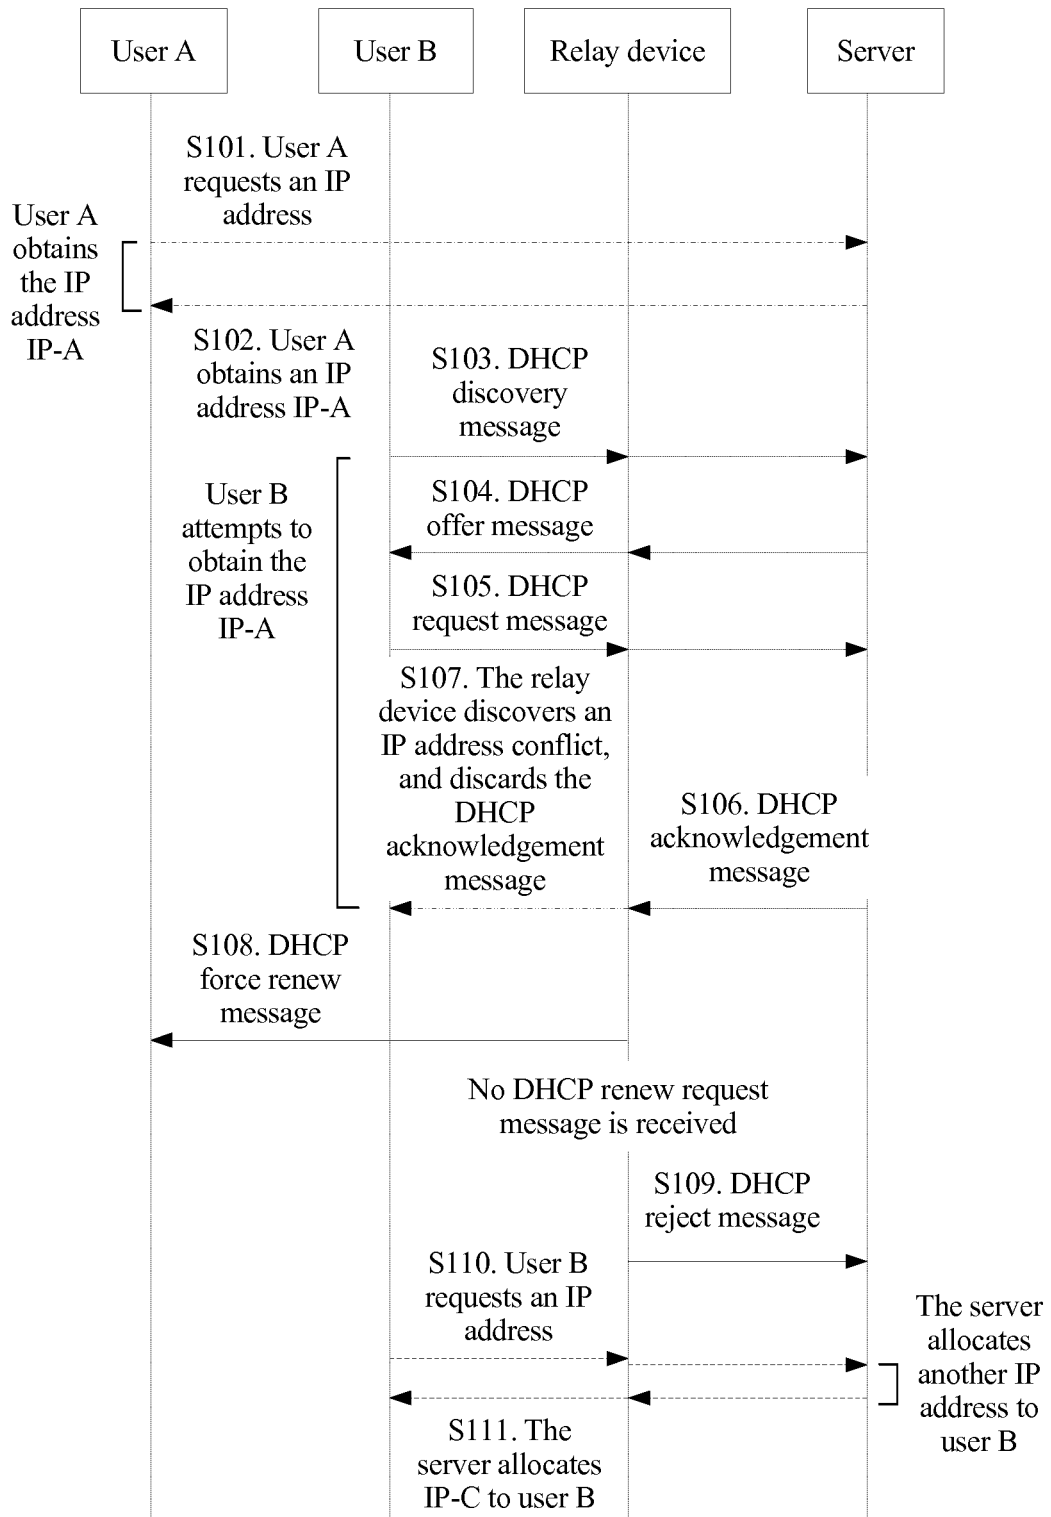 User A
User B
Relay device
Server
S101. User A
requests an IP
address
User A
obtains
the IP
address
IP-A
S102. User A
obtains an IP
address IP-A
S103. DHCP
discovery
message
User B
attempts to
obtain the
IP address
IP-A
S104. DHCP
offer message
S105. DHCP
request message
S107. The relay
device discovers an
IP address conflict,
and discards the
DHCP
acknowledgement
message
S106. DHCP
acknowledgement
message
S108. DHCP
force renew
message
No DHCP renew request
message is received
S109. DHCP
reject message
S110. User B
requests an IP
address
The server
allocates
another IP
address to
user B
S111. The
server allocates
IP-C to user B